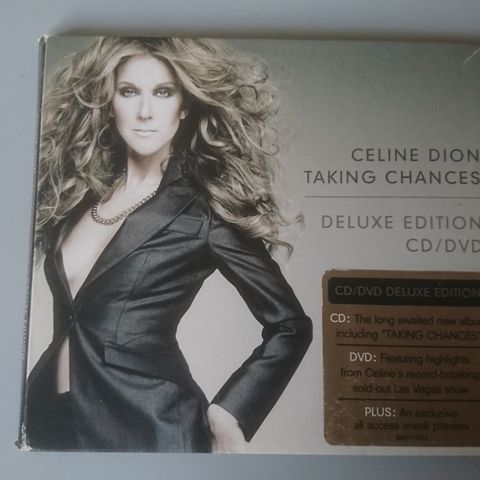 CELINE DION
TAKING CHANCES
DELUXE EDITION
CD/DVD
CD/DVD DELUXE EDITION
CD: The long awaited new album
including "TAKING CHANCES"
DVD: Featuring highlights
from Celine's record-breaking,
sold-out Las Vegas show
PLUS: An exclusive
all access sneak preview